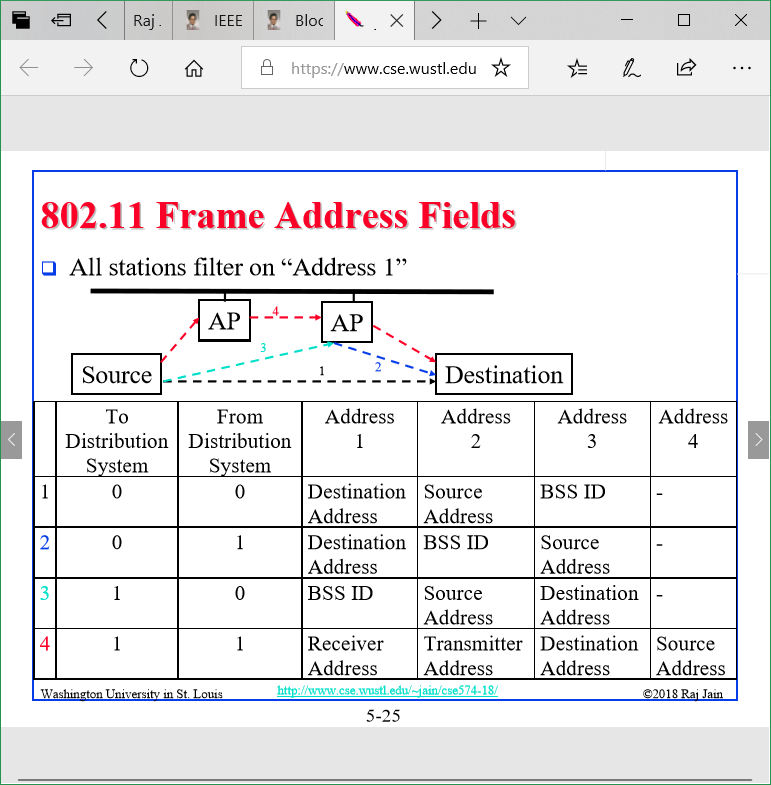 Raj .
IEEE
Bloc
.
https://www.cse.wustl.edu
802.11 Frame Address Fields
All stations filter on “Address 1”
AP
4
AP
3
1
2
Source
Destination
To Distribution System From Distribution System Address 1 Address 2 Address 3 Address 4
1 0 0 Destination Address Source Address BSS ID -
2 0 1 Destination Address BSS ID Source Address -
3 1 0 BSS ID Source Address Destination Address -
4 1 1 Receiver Address Transmitter Address Destination Address Source Address
Washington University in St. Louis
http://www.cse.wustl.edu/~jain/cse574-18/
©2018 Raj Jain
5-25